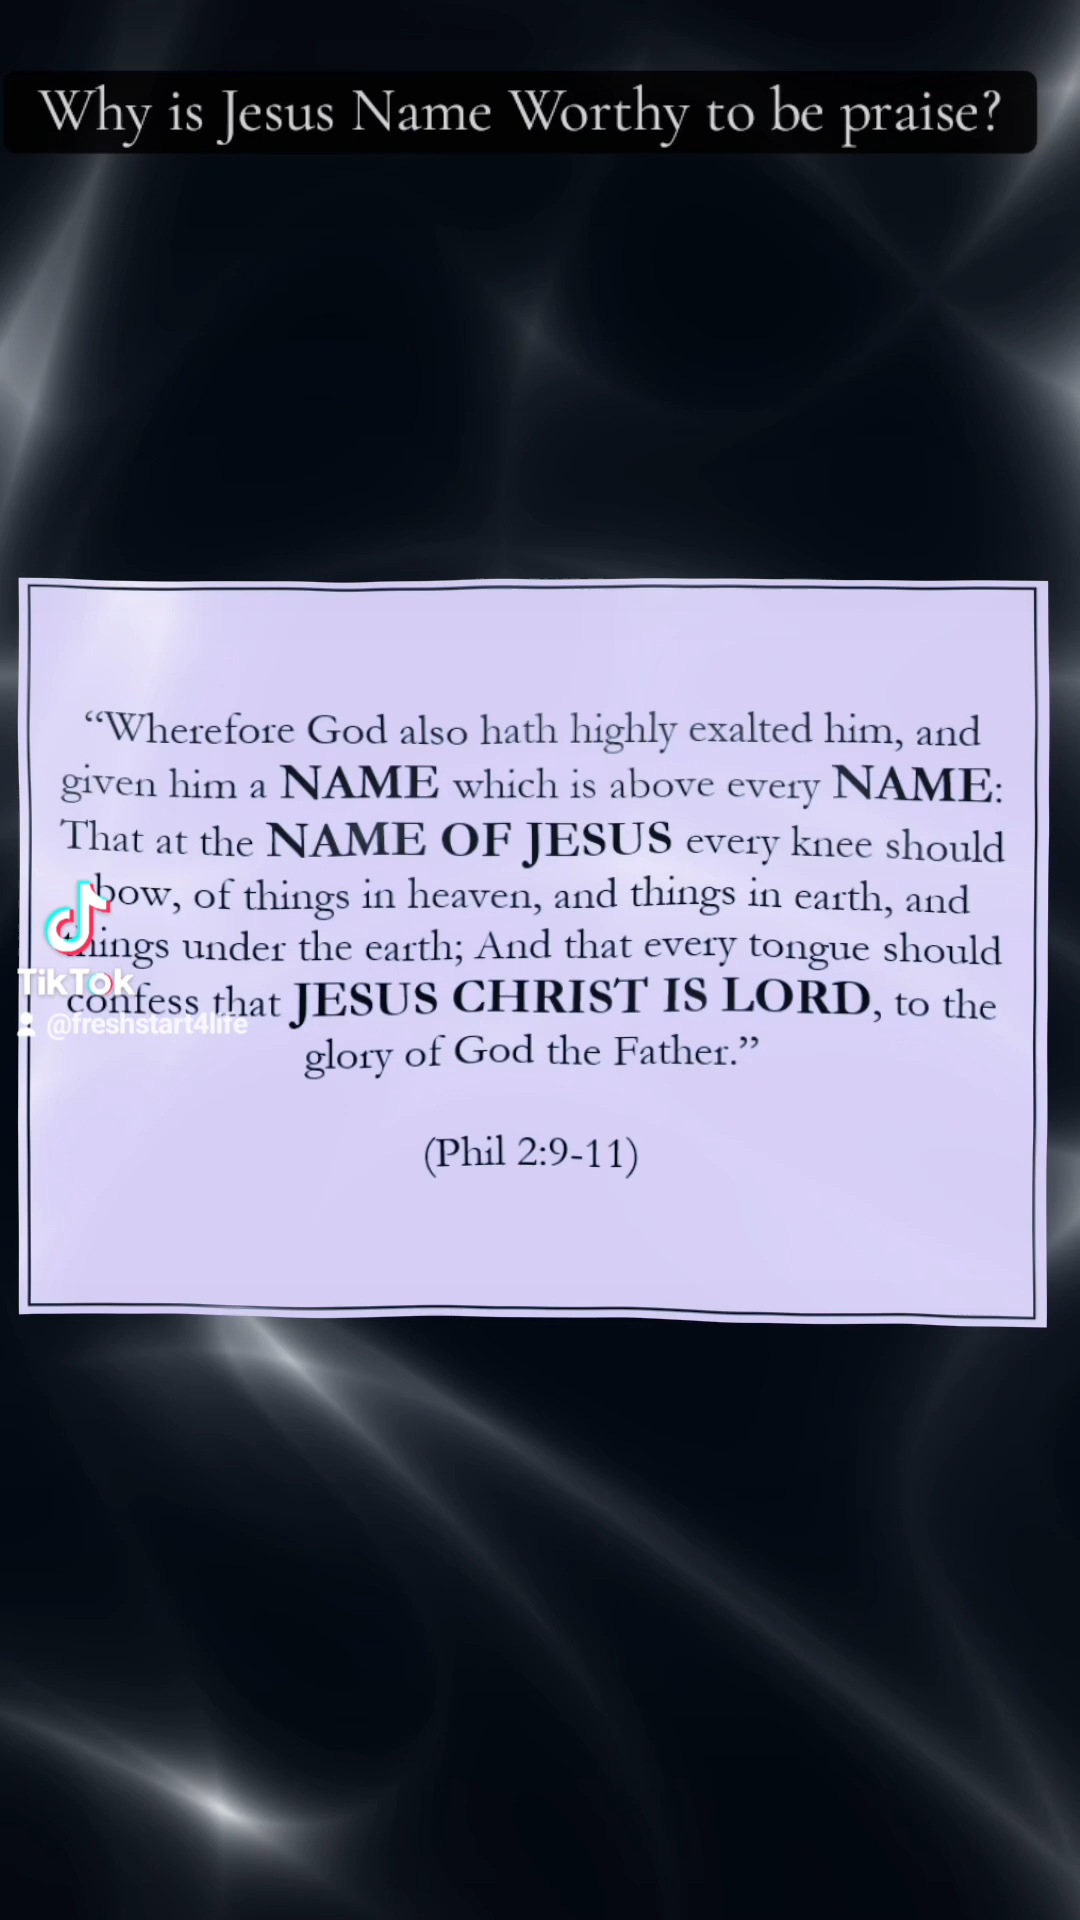 Why is Jesus Name Worthy to be praise?
“Wherefore God also hath highly exalted him, and
given him a NAME which is above every NAME:
That at the NAME OF JESUS every knee should
bow, of things in heaven, and things in earth, and
things under the earth; And that every tongue should
confess that JESUS CHRIST IS LORD, to the
glory of God the Father.”
(Phil 2:9-11)
TikTok
@freshstart4life